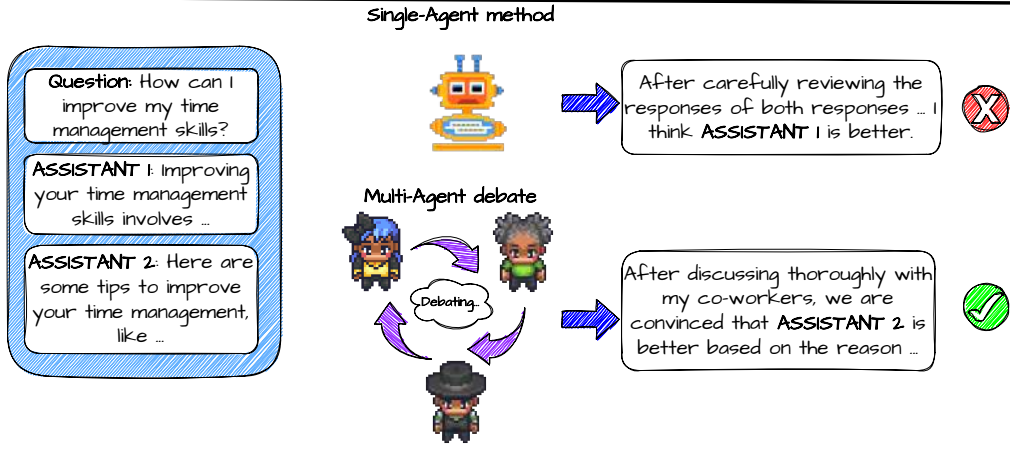 Single-Agent method
Question: How can I
improve my time
management skills?
ASSISTANT 1: Improving
your time management
skills involves ...
ASSISTANT 2: Here are
some tips to improve
your time management,
like ...
After carefully reviewing the
responses of both responses ... I
think ASSISTANT 1 is better.
X
Multi-Agent debate
Debating...
After discussing thoroughly with
my co-workers, we are
convinced that ASSISTANT 2 is
better based on the reason ...